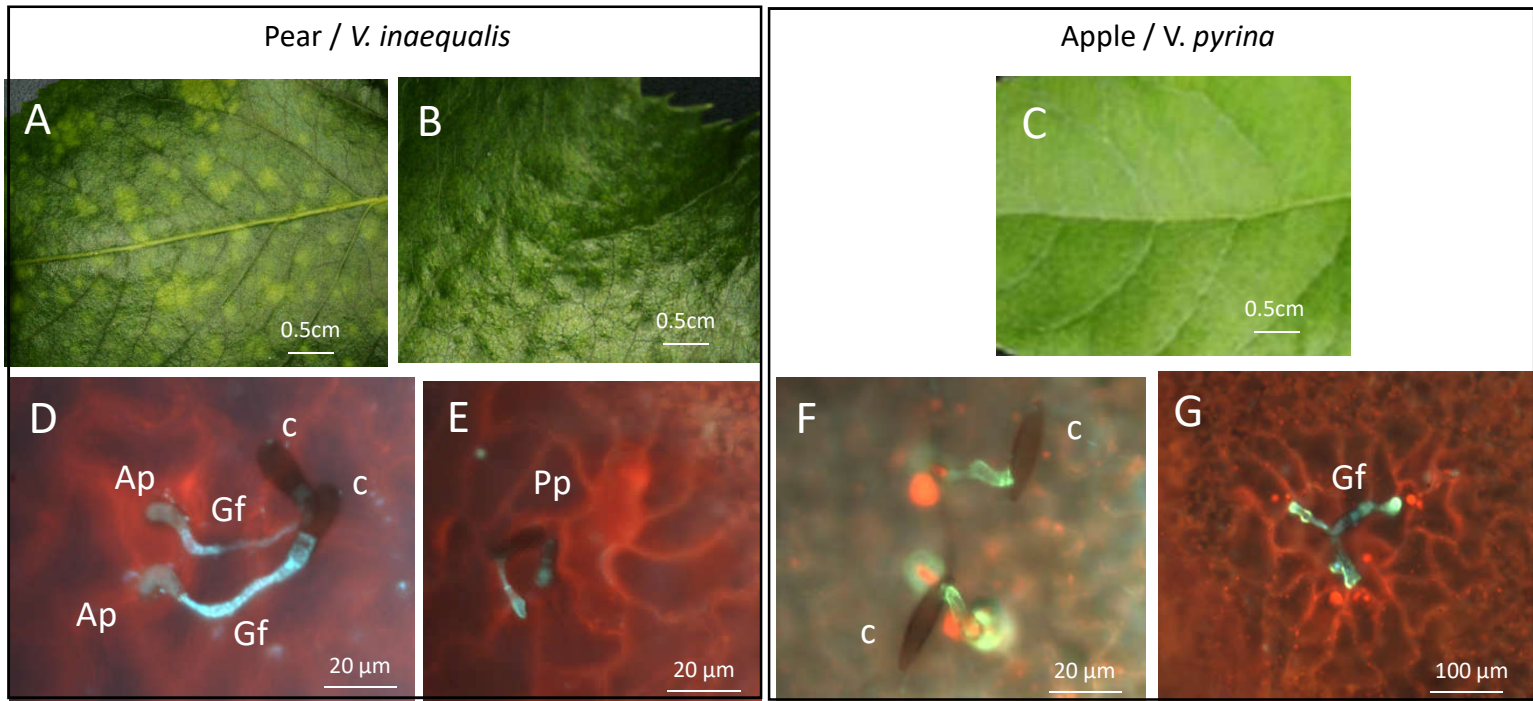 Pear / V. inaequalis
Apple / V. pyrina
A
0.5cm
B
0.5cm
C
0.5cm
D
c
c
Ap
Gf
Ap
Gf
20 µm
E
Pp
20 µm
F
c
c
20 µm
G
Gf
100 µm